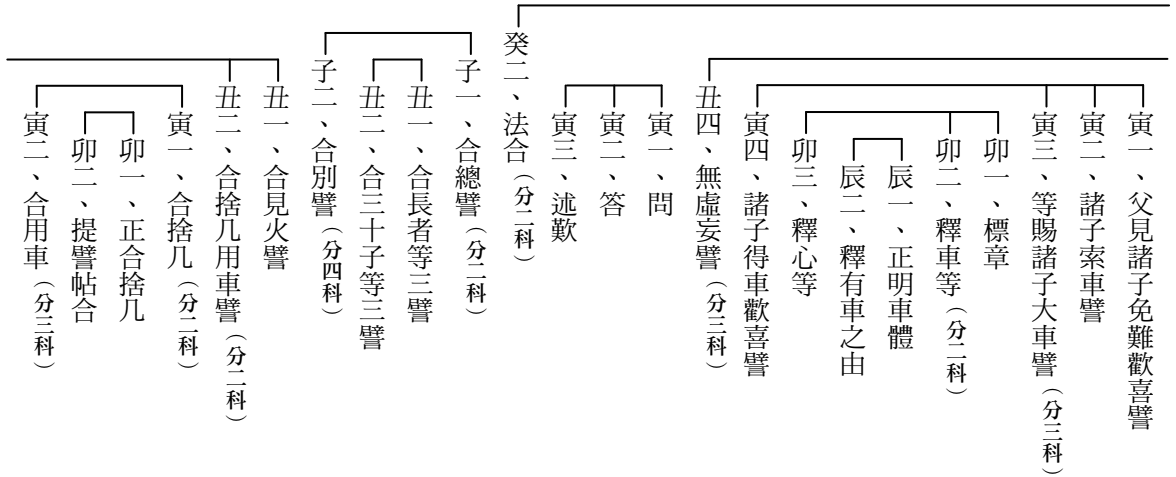 寅一、父見諸子免難歡喜譬
寅二、諸子索車譬
寅三、等賜諸子大車譬（分三科）
卯一、標章
卯二、釋車等（分二科）
辰一、正明車體
辰二、釋有車之由
卯三、釋心等
寅四、諸子得車歡喜譬
丑四、無虛妄譬（分三科）
寅一、問
寅二、答
寅三、述歎
癸二、法合（分二科）
子一、合總譬（分二科）
丑一、合長者等三譬
丑二、合三十子等三譬
子二、合別譬（分四科）
丑一、合見火譬
丑二、合捨几用車譬（分二科）
寅一、合捨几（分二科）
卯一、正合捨几
卯二、提譬帖合
寅二、合用車（分三科）